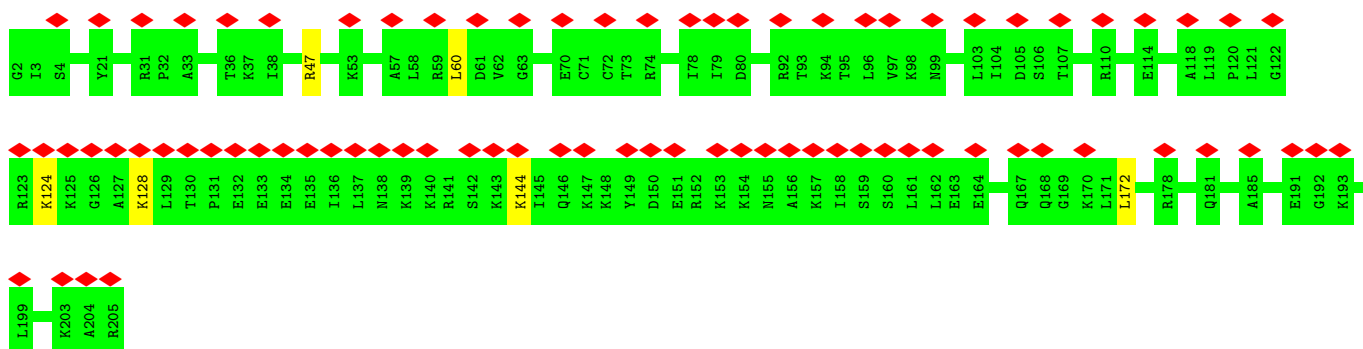 G2 I3 S4 Y21 R31 P32 A33 T36 K37 I38 R47 K53 A57 L58 R59 L60 D61 V62 G63 E70 C71 C72 T73 R74 I78 I79 D80 R92 T93 K94 T95 L96 V97 K98 N99 L103 I104 D105 S106 T107 R110 E114 A118 L119 P120 L121 G122
R123 K124 K125 G126 A127 K128 L129 T130 P131 E132 E133 E134 E135 I136 L137 N138 K139 K140 R141 S142 K143 K144 I145 Q146 K147 K148 Y149 D150 E151 R152 K153 K154 N155 A156 K157 I158 S159 S160 L161 L162 E163 E164 Q167 Q168 G169 K170 L171 L172 R178 Q181 A185 E191 G192 K193
L199 K203 A204 R205